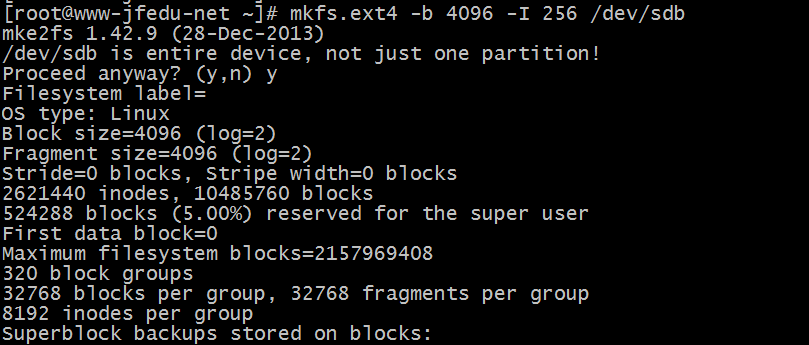 [root@www-jfedu-net ~]# mkfs.ext4 -b 4096 -I 256 /dev/sdb
mke2fs 1.42.9 (28-Dec-2013)
/dev/sdb is entire device, not just one partition!
Proceed anyway? (y,n) y
Filesystem label=
OS type: Linux
Block size=4096 (log=2)
Fragment size=4096 (log=2)
Stride=0 blocks, Stripe width=0 blocks
2621440 inodes, 10485760 blocks
524288 blocks (5.00%) reserved for the super user
First data block=0
Maximum filesystem blocks=2157969408
320 block groups
32768 blocks per group, 32768 fragments per group
8192 inodes per group
Superblock backups stored on blocks: